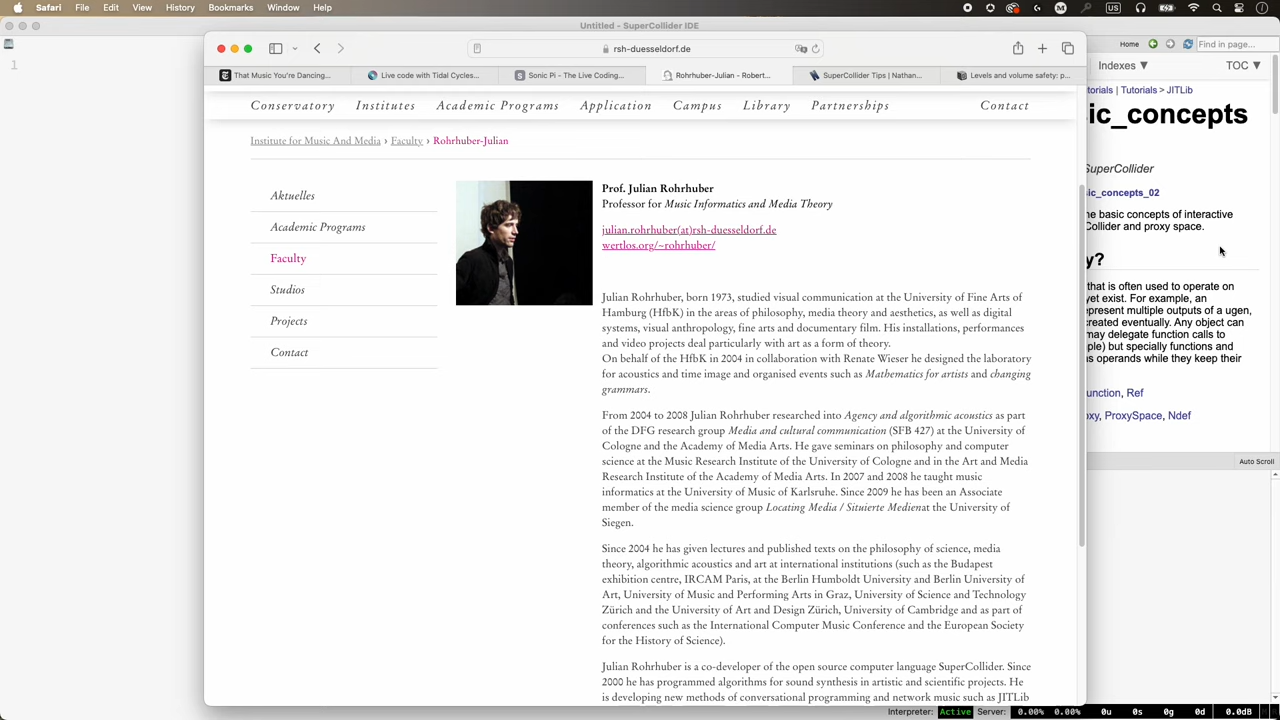 Safari File Edit View History Bookmarks Window Help
Untitled - SuperCollider IDE
rsh-duesseldorf.de
Home
Find in page...
That Music You're Dancing...
Live code with Tidal Cycles...
Sonic Pi - The Live Coding...
Rohrhuber-Julian - Robert...
SuperCollider Tips | Nathan...
Levels and volume safety: p...
Indexes ▼ TOC ▼
1
Conservatory Institutes Academic Programs Application Campus Library Partnerships Contact
Institute for Music And Media › Faculty › Rohrhuber-Julian
Aktuelles
Academic Programs
Faculty
Studios
Projects
Contact
Prof. Julian Rohrhuber
Professor for Music Informatics and Media Theory
julian.rohrhuber(at)rsh-duesseldorf.de
wertlos.org/~rohrhuber/
Julian Rohrhuber, born 1973, studied visual communication at the University of Fine Arts of
Hamburg (HfbK) in the areas of philosophy, media theory and aesthetics, as well as digital
systems, visual anthropology, fine arts and documentary film. His installations, performances
and video projects deal particularly with art as a form of theory.
On behalf of the HfbK in 2004 in collaboration with Renate Wieser he designed the laboratory
for acoustics and time image and organised events such as Mathematics for artists and changing
grammars.
From 2004 to 2008 Julian Rohrhuber researched into Agency and algorithmic acoustics as part
of the DFG research group Media and cultural communication (SFB 427) at the University of
Cologne and the Academy of Media Arts. He gave seminars on philosophy and computer
science at the Music Research Institute of the University of Cologne and in the Art and Media
Research Institute of the Academy of Media Arts. In 2007 and 2008 he taught music
informatics at the University of Music of Karlsruhe. Since 2009 he has been an Associate
member of the media science group Locating Media / Situierte Medienat the University of
Siegen.
Since 2004 he has given lectures and published texts on the philosophy of science, media
theory, algorithmic acoustics and art at international institutions (such as the Budapest
exhibition centre, IRCAM Paris, at the Berlin Humboldt University and Berlin University of
Art, University of Music and Performing Arts in Graz, University of Science and Technology
Zürich and the University of Art and Design Zürich, University of Cambridge and as part of
conferences such as the International Computer Music Conference and the European Society
for the History of Science).
Julian Rohrhuber is a co-developer of the open source computer language SuperCollider. Since
2000 he has programmed algorithms for sound synthesis in artistic and scientific projects. He
is developing new methods of conversational programming and network music such as JITLib
torials | Tutorials > JITLib
ic_concepts
SuperCollider
ic_concepts_02
he basic concepts of interactive
Collider and proxy space.
y?
that is often used to operate on
yet exist. For example, an
epresent multiple outputs of a ugen,
created eventually. Any object can
may delegate function calls to
ple) but specially functions and
s operands while they keep their
unction, Ref
xy, ProxySpace, Ndef
Auto Scroll
Interpreter: Active Server: 0.00% 0.00% 0u 0s 0g 0d 0.0dB